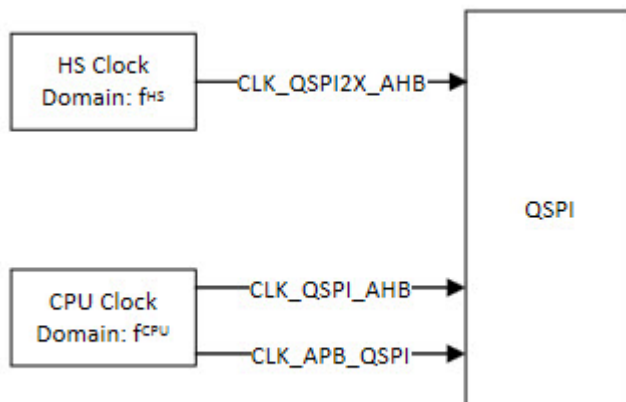 HS Clock
Domain: fHS
CLK_QSPI2X_AHB
QSPI
CPU Clock
Domain: fCPU
CLK_QSPI_AHB
CLK_APB_QSPI